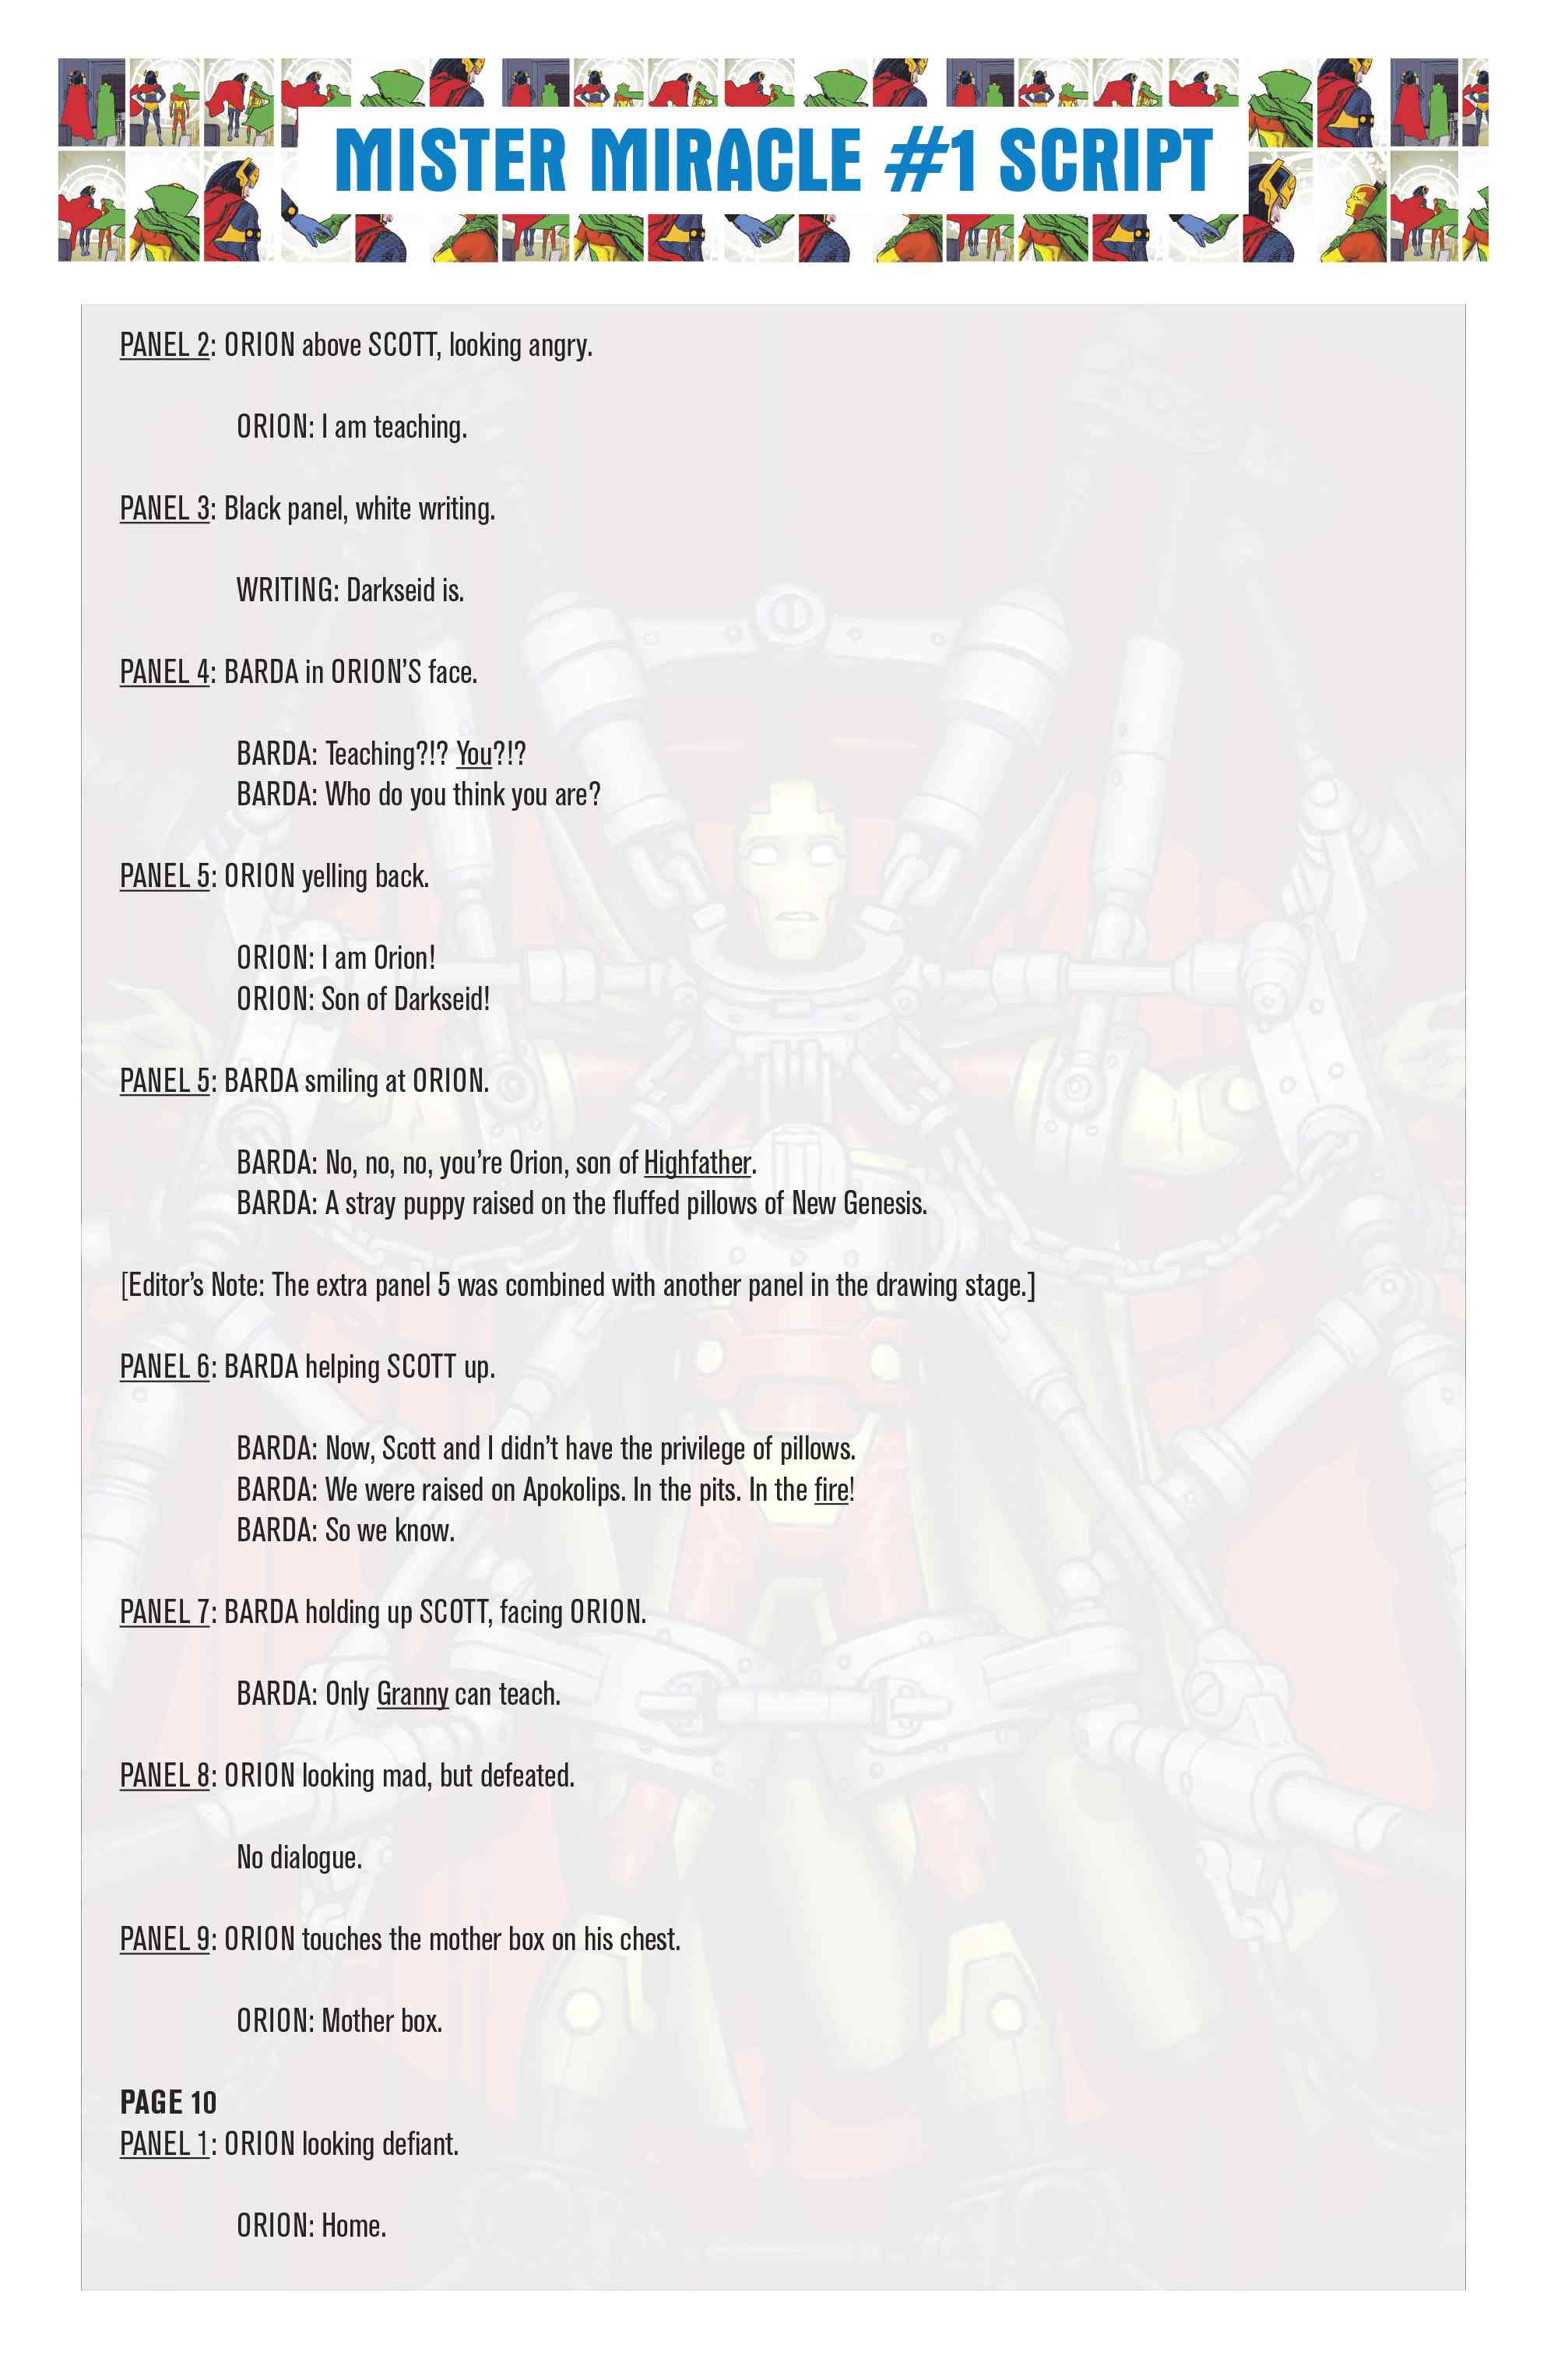 MISTER MIRACLE #1 SCRIPT
PANEL 2: ORION above SCOTT, looking angry.
ORION: I am teaching.
PANEL 3: Black panel, white writing.
WRITING: Darkseid is.
PANEL 4: BARDA in ORION’S face.
BARDA: Teaching?!? You?!?
BARDA: Who do you think you are?
PANEL 5: ORION yelling back.
ORION: I am Orion!
ORION: Son of Darkseid!
PANEL 5: BARDA smiling at ORION.
BARDA: No, no, no, you’re Orion, son of Highfather.
BARDA: A stray puppy raised on the fluffed pillows of New Genesis.
[Editor’s Note: The extra panel 5 was combined with another panel in the drawing stage.]
PANEL 6: BARDA helping SCOTT up.
BARDA: Now, Scott and I didn’t have the privilege of pillows.
BARDA: We were raised on Apokolips. In the pits. In the fire!
BARDA: So we know.
PANEL 7: BARDA holding up SCOTT, facing ORION.
BARDA: Only Granny can teach.
PANEL 8: ORION looking mad, but defeated.
No dialogue.
PANEL 9: ORION touches the mother box on his chest.
ORION: Mother box.
PAGE 10
PANEL 1: ORION looking defiant.
ORION: Home.